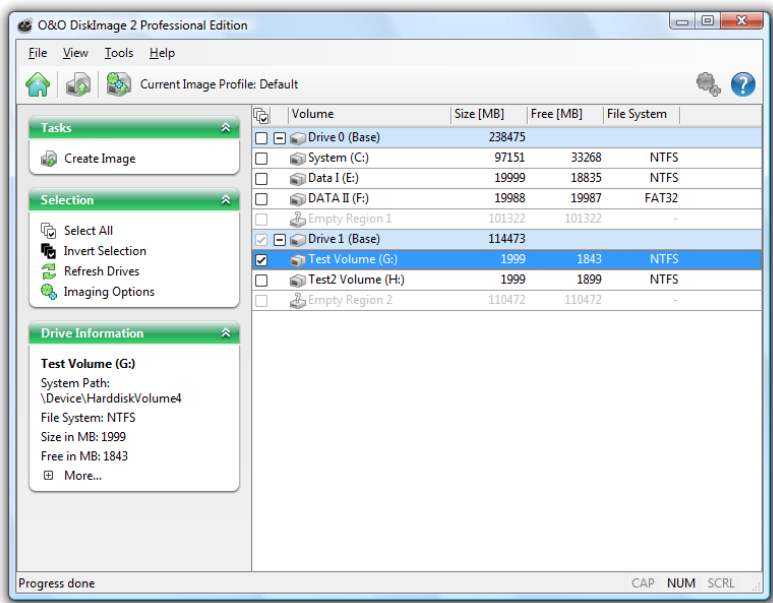 O&O DiskImage 2 Professional Edition
File View Tools Help
Current Image Profile: Default
Tasks
Create Image
Selection
Select All
Invert Selection
Refresh Drives
Imaging Options
Drive Information
Test Volume (G:)
System Path:
\Device\HarddiskVolume4
File System: NTFS
Size in MB: 1999
Free in MB: 1843
More...
Volume Size [MB] Free [MB] File System
Drive 0 (Base) 238475
System (C:) 97151 33268 NTFS
Data I (E:) 19999 18835 NTFS
DATA II (F:) 19988 19987 FAT32
Empty Region 1 101322 101322 -
Drive 1 (Base) 114473
Test Volume (G:) 1999 1843 NTFS
Test2 Volume (H:) 1999 1899 NTFS
Empty Region 2 110472 110472 -
Progress done
CAP NUM SCRL